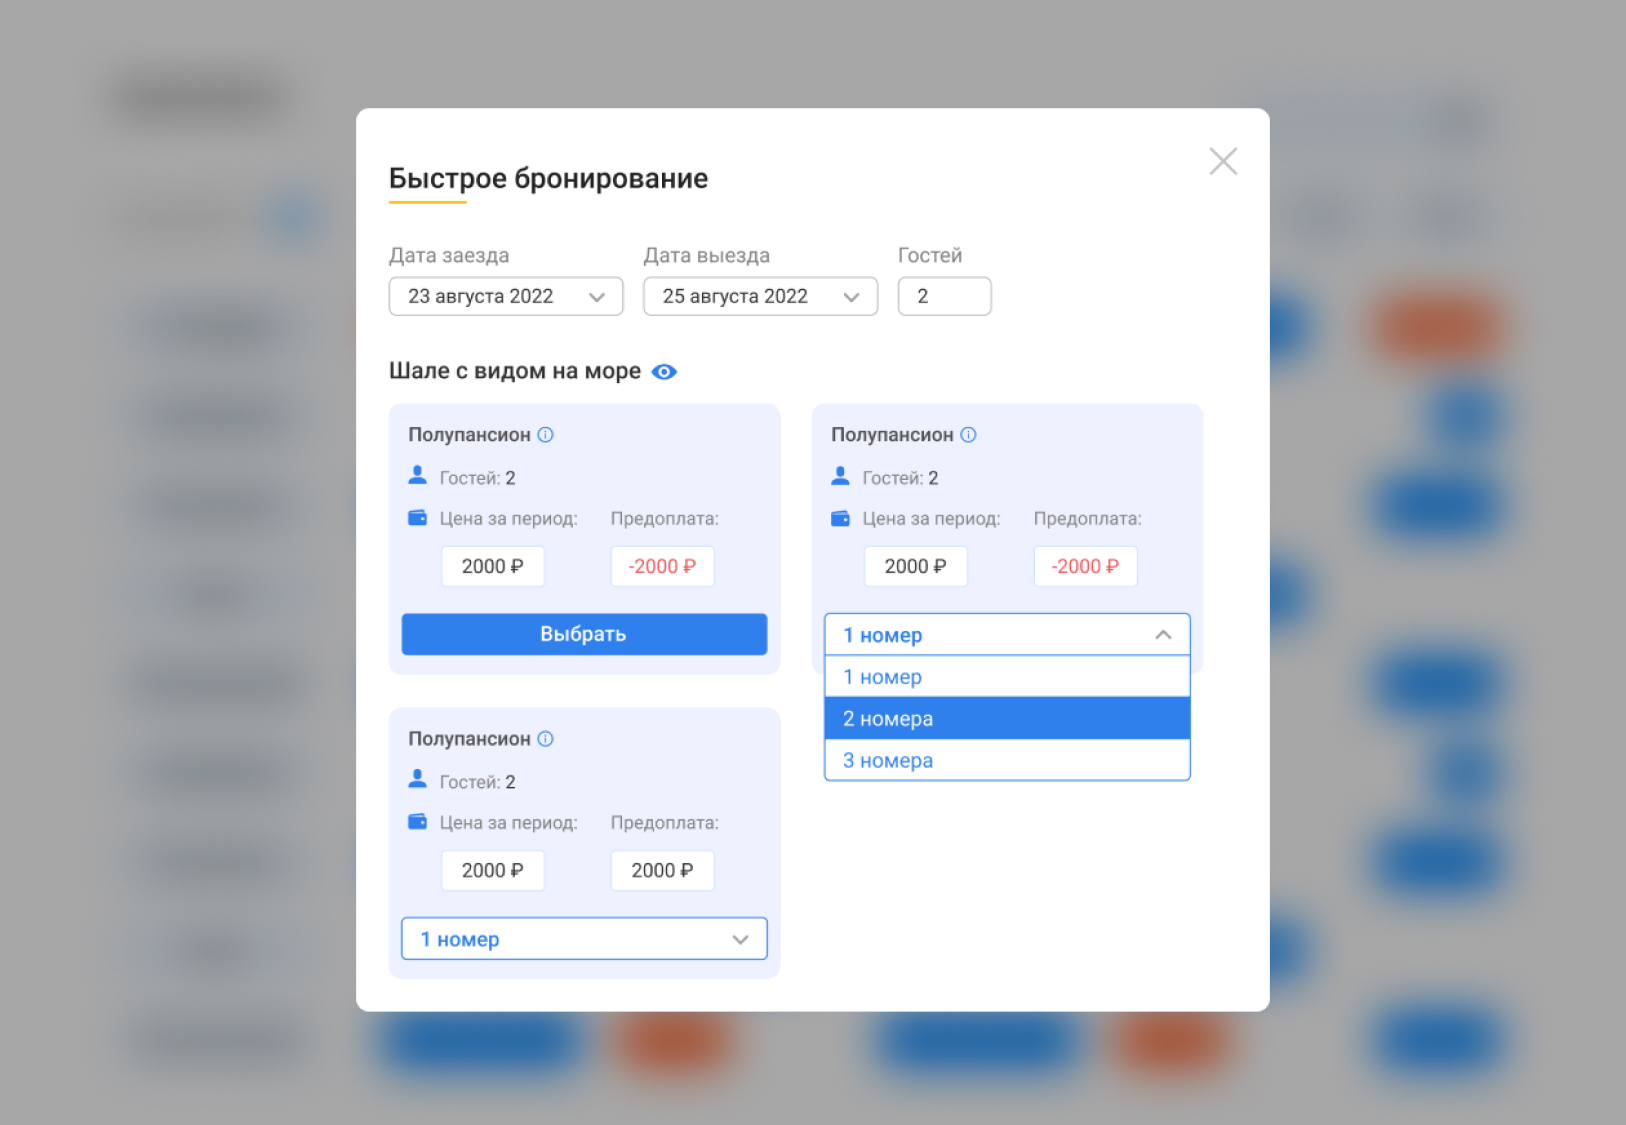 Быстрое бронирование
Дата заезда
Дата выезда
Гостей
23 августа 2022
25 августа 2022
2
Шале с видом на море
Полупансион
Гостей: 2
Цена за период:
Предоплата:
2000 ₽
-2000 ₽
Выбрать
Полупансион
Гостей: 2
Цена за период:
Предоплата:
2000 ₽
-2000 ₽
1 номер
1 номер
2 номера
3 номера
Полупансион
Гостей: 2
Цена за период:
Предоплата:
2000 ₽
2000 ₽
1 номер